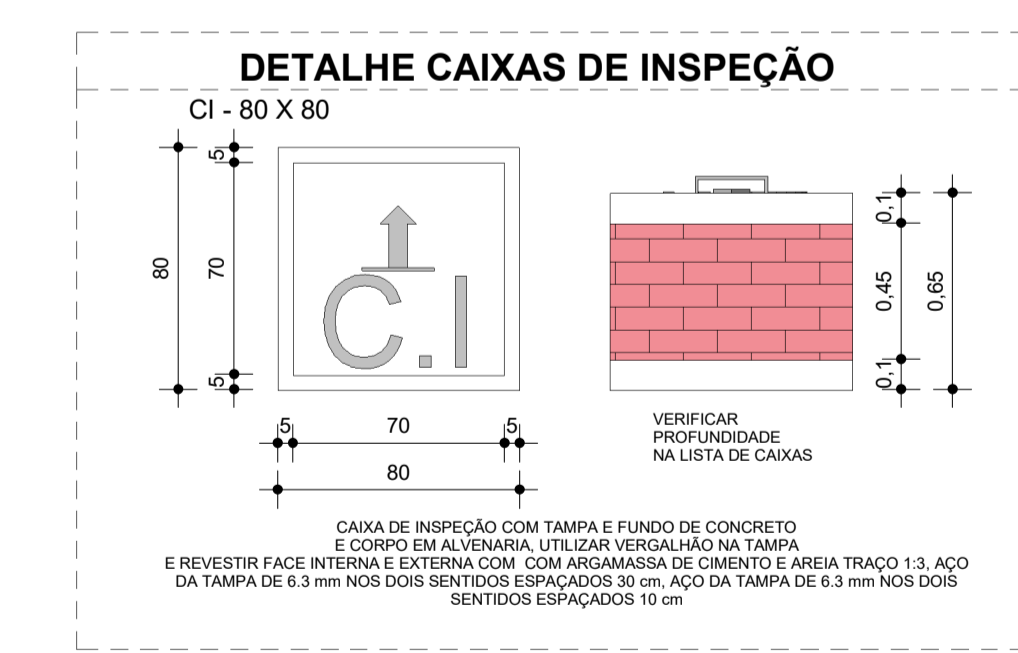 DETALHE CAIXAS DE INSPEÇÃO
CI - 80 X 80
5
80
70
5
C.I
5
70
5
80
0,1
0,45
0,65
0,1
VERIFICAR
PROFUNDIDADE
NA LISTA DE CAIXAS
CAIXA DE INSPEÇÃO COM TAMPA E FUNDO DE CONCRETO
E CORPO EM ALVENARIA, UTILIZAR VERGALHÃO NA TAMPA
E REVESTIR FACE INTERNA E EXTERNA COM  COM ARGAMASSA DE CIMENTO E AREIA TRAÇO 1:3, AÇO
DA TAMPA DE 6.3 mm NOS DOIS SENTIDOS ESPAÇADOS 30 cm, AÇO DA TAMPA DE 6.3 mm NOS DOIS
SENTIDOS ESPAÇADOS 10 cm